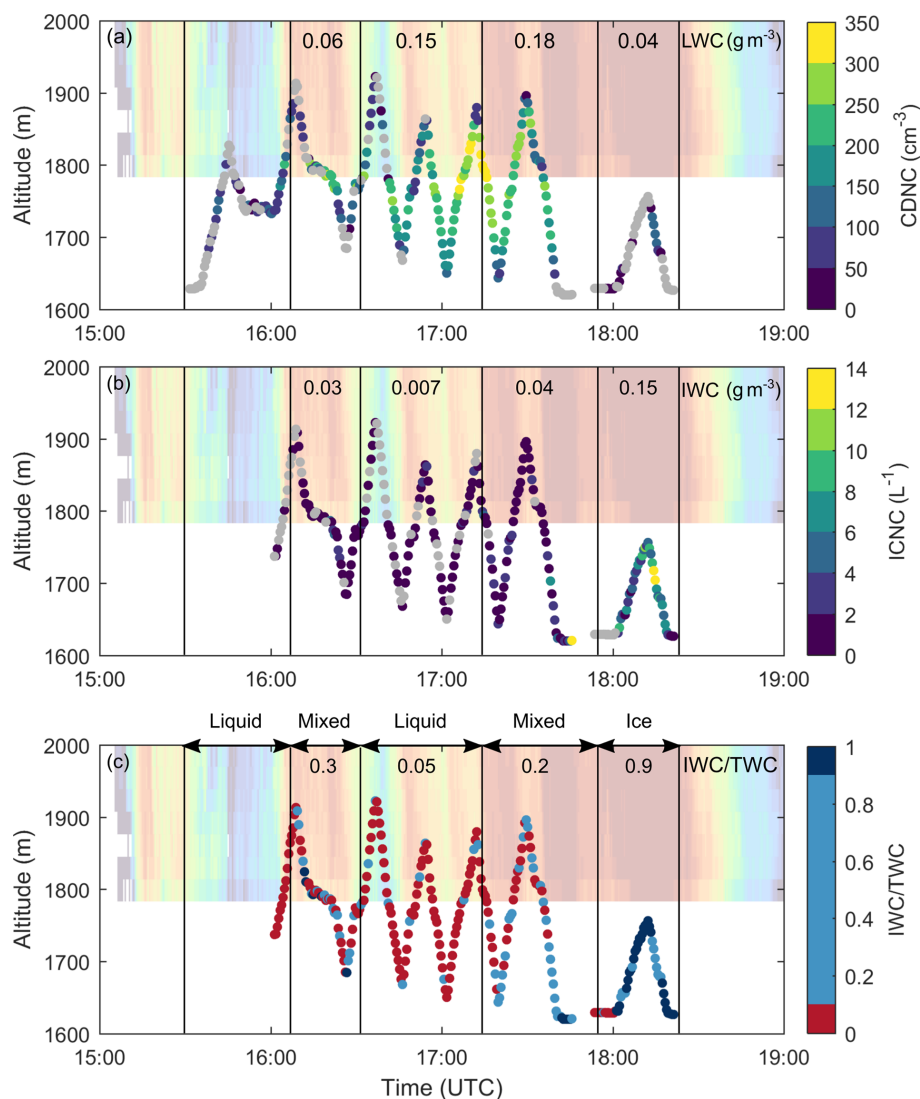 (a) 0.06 0.15 0.18 0.04 LWC (g m⁻³)
2000
1900
1800
1700
1600
Altitude (m)
15:00 16:00 17:00 18:00 19:00
350
250
200
150
100
50
0
CDNC (cm⁻³)
(b) 0.03 0.007 0.04 0.15 IWC (g m⁻³)
2000
1900
1800
1700
1600
Altitude (m)
15:00 16:00 17:00 18:00 19:00
14
12
10
8
6
4
2
0
ICNC (L⁻¹)
Liquid Mixed Liquid Mixed Ice
(c) 0.3 0.05 0.2 0.9 IWC/TWC
2000
1900
1800
1700
1600
Altitude (m)
15:00 16:00 17:00 18:00 19:00
Time (UTC)
1
0.8
0.6
0.4
0.2
0
IWC/TWC